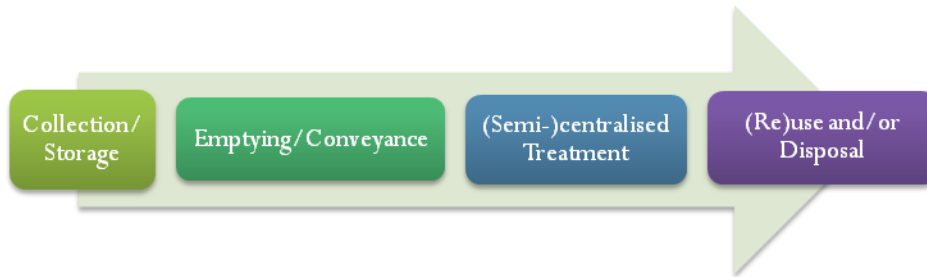 Collection/
Storage
Emptying/Conveyance
(Semi-)centralised
Treatment
(Re)use and/or
Disposal